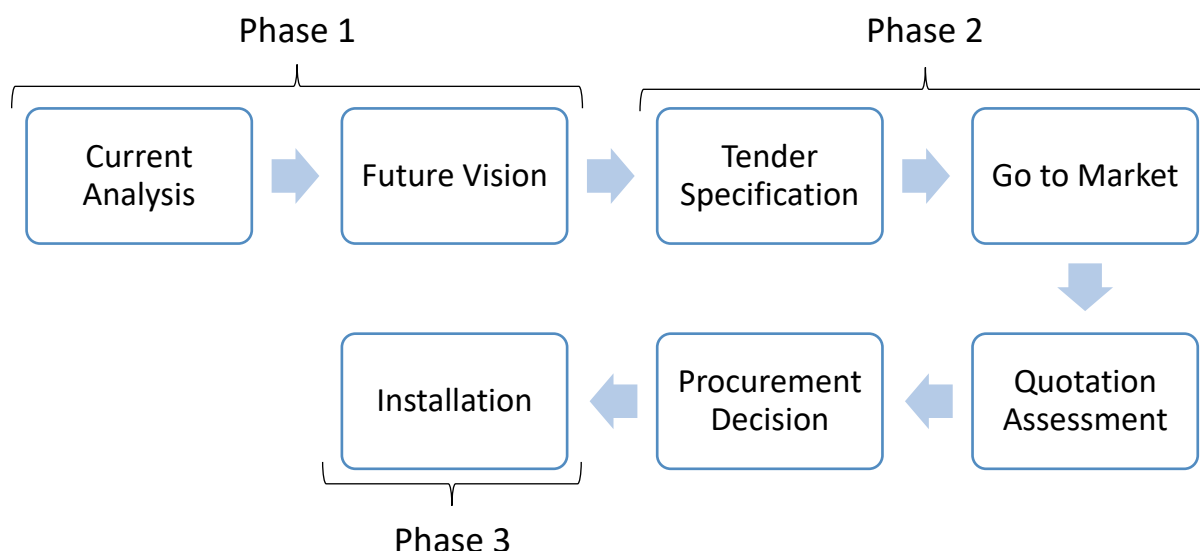 Phase 1
Phase 2
Current
Analysis
Future Vision
Tender
Specification
Go to Market
Installation
Procurement
Decision
Quotation
Assessment
Phase 3